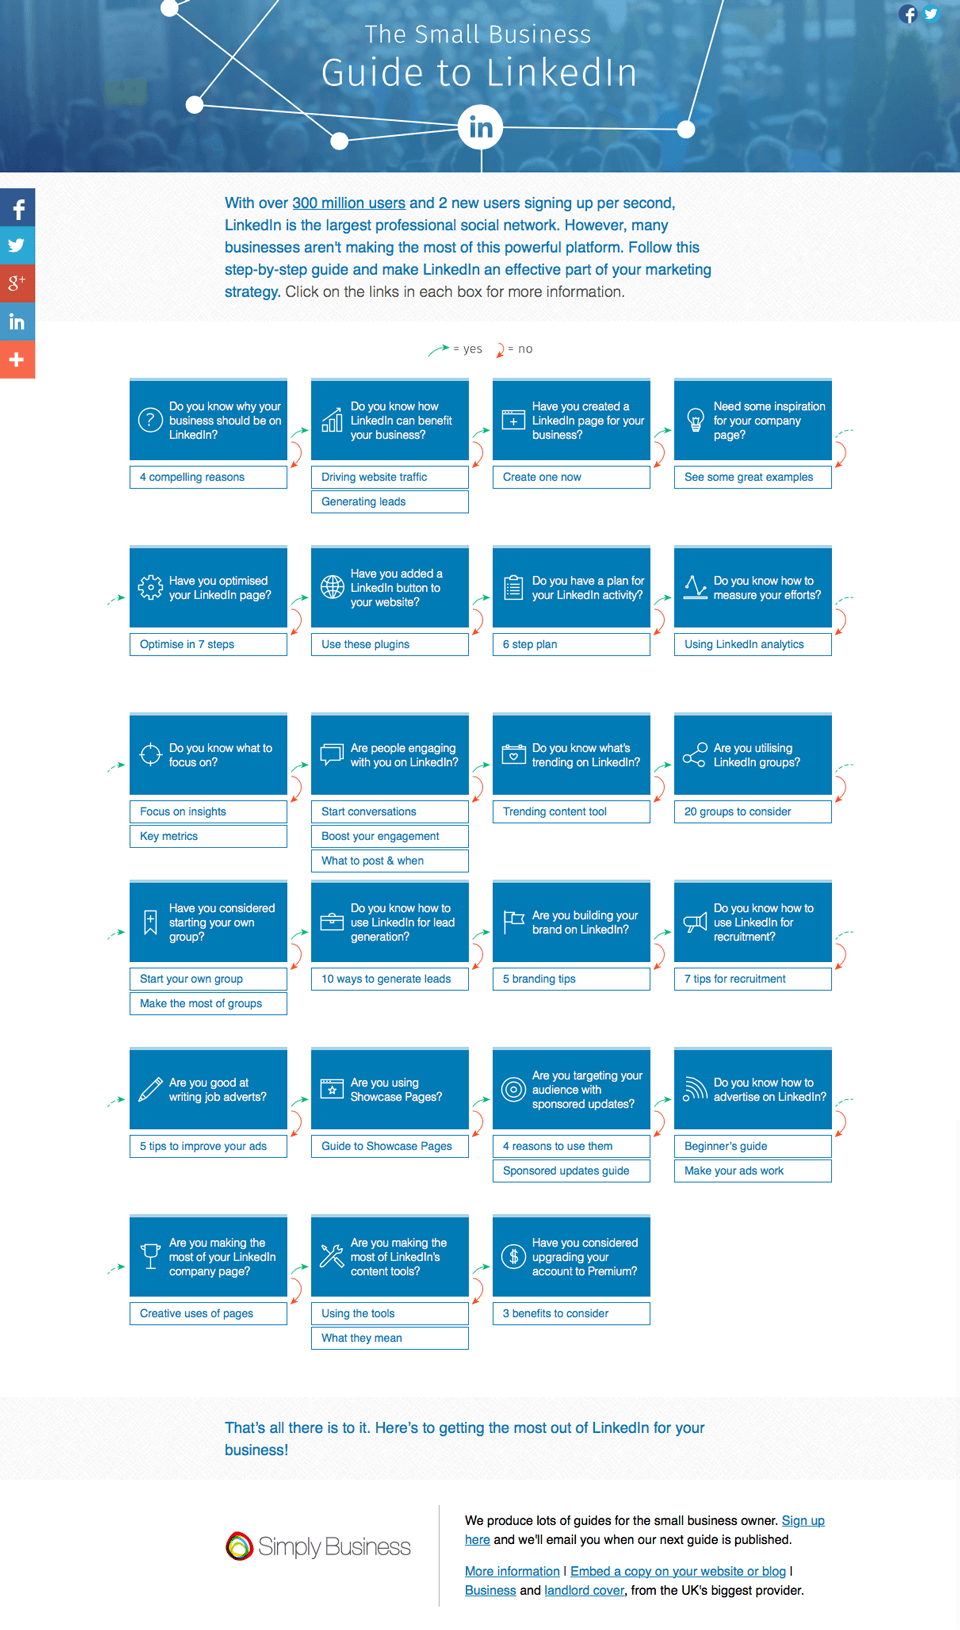 The Small Business
Guide to LinkedIn
in
With over 300 million users and 2 new users signing up per second,
LinkedIn is the largest professional social network. However, many
businesses aren't making the most of this powerful platform. Follow this
step-by-step guide and make LinkedIn an effective part of your marketing
strategy. Click on the links in each box for more information.
g+
in
= yes = no
Do you know why your
business should be on
LinkedIn?
4 compelling reasons
Do you know how
LinkedIn can benefit
your business?
Driving website traffic
Generating leads
Have you created a
LinkedIn page for your
business?
Create one now
Need some inspiration
for your company
page?
See some great examples
Have you optimised
your LinkedIn page?
Optimise in 7 steps
Have you added a
LinkedIn button to
your website?
Use these plugins
Do you have a plan for
your LinkedIn activity?
6 step plan
Do you know how to
measure your efforts?
Using LinkedIn analytics
Do you know what to
focus on?
Focus on insights
Key metrics
Are people engaging
with you on LinkedIn?
Start conversations
Boost your engagement
What to post & when
Do you know what's
trending on LinkedIn?
Trending content tool
Are you utilising
LinkedIn groups?
20 groups to consider
Have you considered
starting your own
group?
Start your own group
Make the most of groups
Do you know how to
use LinkedIn for lead
generation?
10 ways to generate leads
Are you building your
brand on LinkedIn?
5 branding tips
Do you know how to
use LinkedIn for
recruitment?
7 tips for recruitment
Are you good at
writing job adverts?
5 tips to improve your ads
Are you using
Showcase Pages?
Guide to Showcase Pages
Are you targeting your
audience with
sponsored updates?
4 reasons to use them
Sponsored updates guide
Do you know how to
advertise on LinkedIn?
Beginner's guide
Make your ads work
Are you making the
most of your LinkedIn
company page?
Creative uses of pages
Are you making the
most of LinkedIn's
content tools?
Using the tools
What they mean
Have you considered
upgrading your
account to Premium?
3 benefits to consider
That's all there is to it. Here's to getting the most out of LinkedIn for your
business!
Simply Business
We produce lots of guides for the small business owner. Sign up
here and we'll email you when our next guide is published.
More information | Embed a copy on your website or blog |
Business and landlord cover, from the UK's biggest provider.